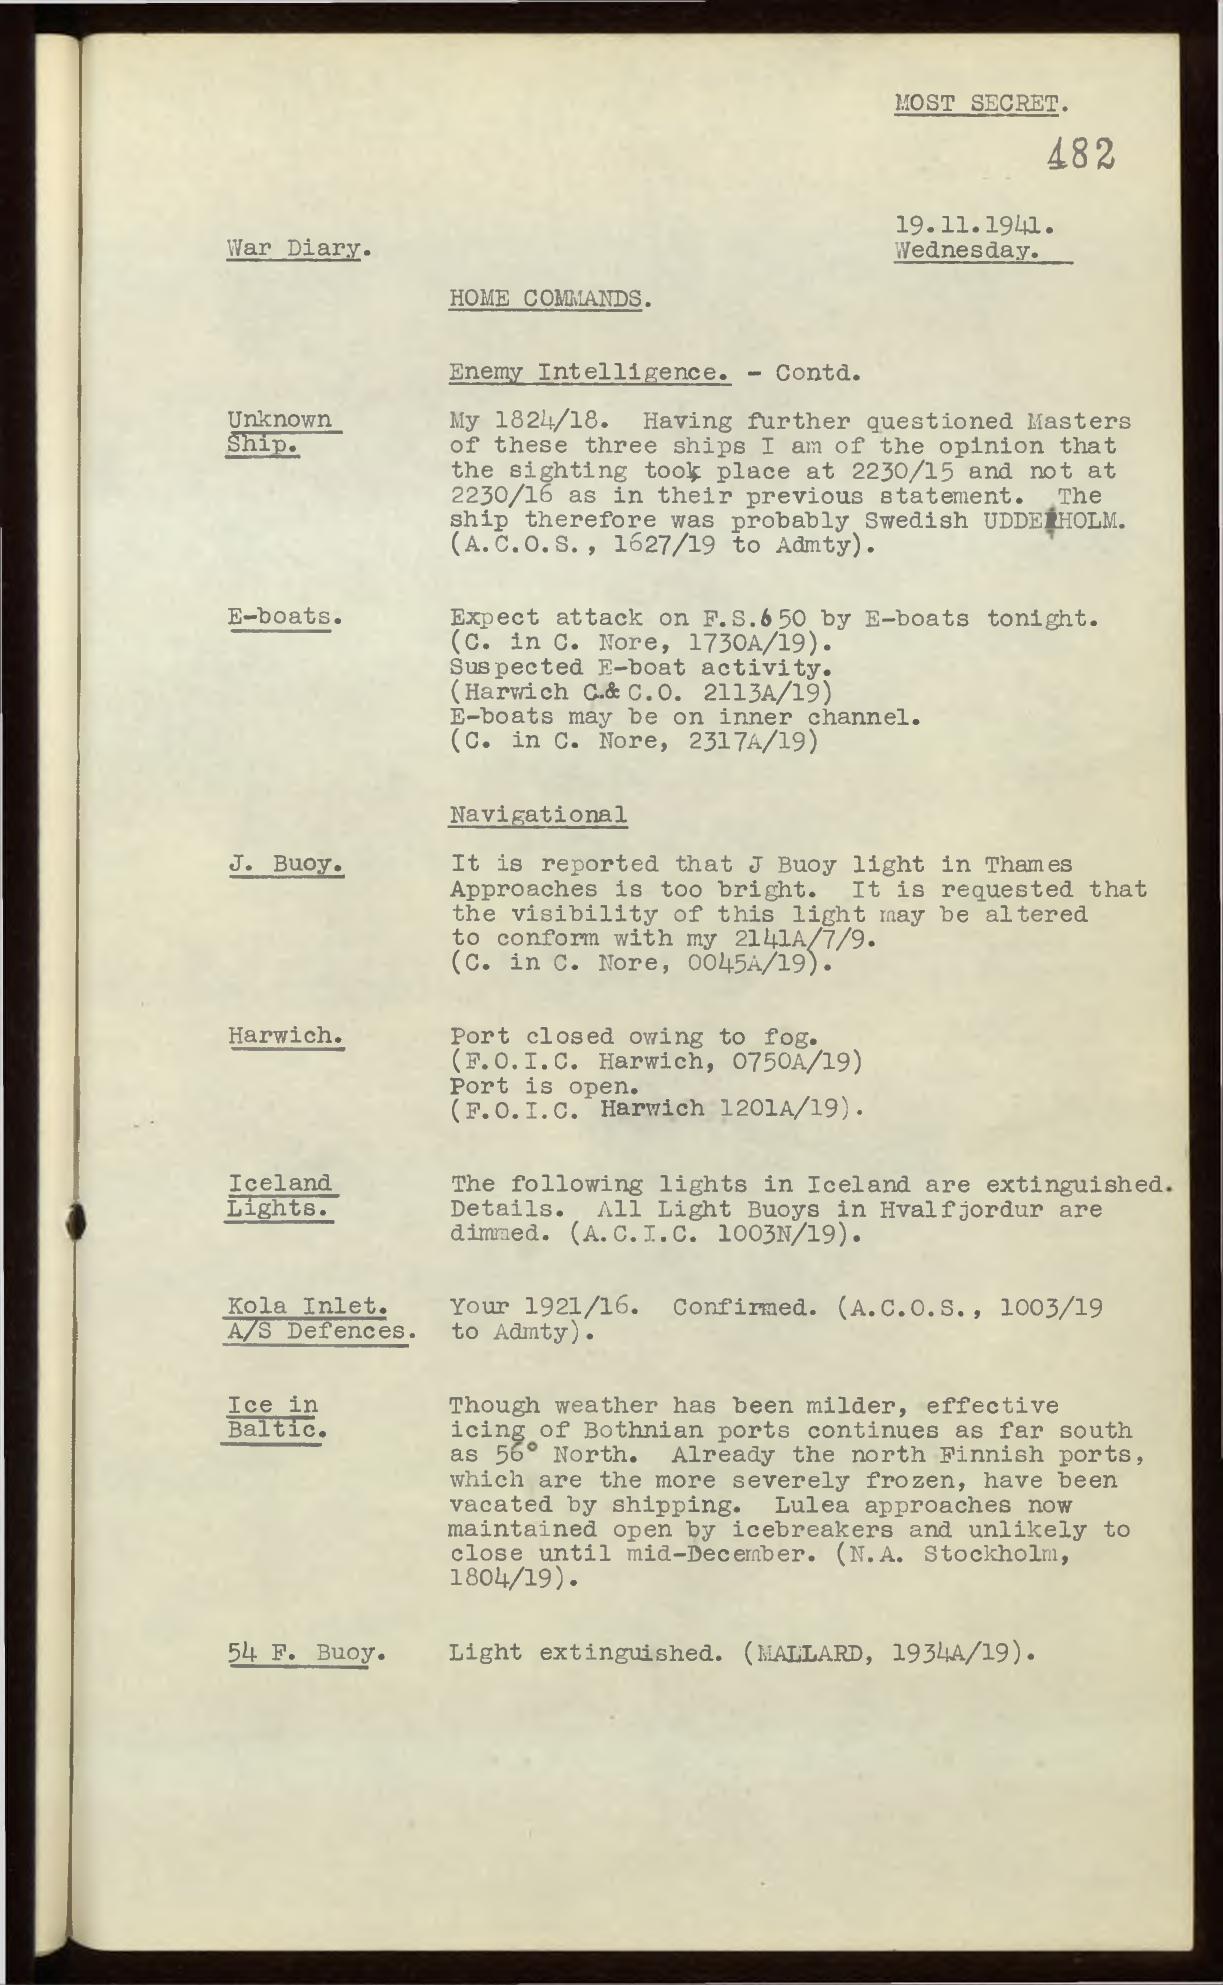 MOST SECRET.
482
19.11.1941.
War Diary.
Wednesday.
HOME COMMANDS.
Enemy Intelligence. - Contd.
Unknown Ship.
My 1824/18. Having further questioned Masters
of these three ships I am of the opinion that
the sighting took place at 2230/15 and not at
2230/16 as in their previous statement. The
ship therefore was probably Swedish UDDEHOLM.
(A.C.O.S., 1627/19 to Admty).
E-boats.
Expect attack on F.S.650 by E-boats tonight.
(C. in C. Nore, 1730A/19).
Suspected E-boat activity.
(Harwich C.& C.O. 2113A/19)
E-boats may be on inner channel.
(C. in C. Nore, 2317A/19)
Navigational
J. Buoy.
It is reported that J Buoy light in Thames
Approaches is too bright. It is requested that
the visibility of this light may be altered
to conform with my 2141A/7/9.
(C. in C. Nore, 0045A/19).
Harwich.
Port closed owing to fog.
(F.O.I.C. Harwich, 0750A/19)
Port is open.
(F.O.I.C. Harwich 1201A/19).
Iceland
Lights.
The following lights in Iceland are extinguished.
Details. All Light Buoys in Hvalfjordur are
dimmed. (A.C.I.C. 1003N/19).
Kola Inlet.
A/S Defences.
Your 1921/16. Confirmed. (A.C.O.S., 1003/19
to Admty).
Ice in
Baltic.
Though weather has been milder, effective
icing of Bothnian ports continues as far south
as 56° North. Already the north Finnish ports,
which are the more severely frozen, have been
vacated by shipping. Lulea approaches now
maintained open by icebreakers and unlikely to
close until mid-December. (N.A. Stockholm,
1804/19).
54 F. Buoy.
Light extinguished. (MALLARD, 1934A/19).